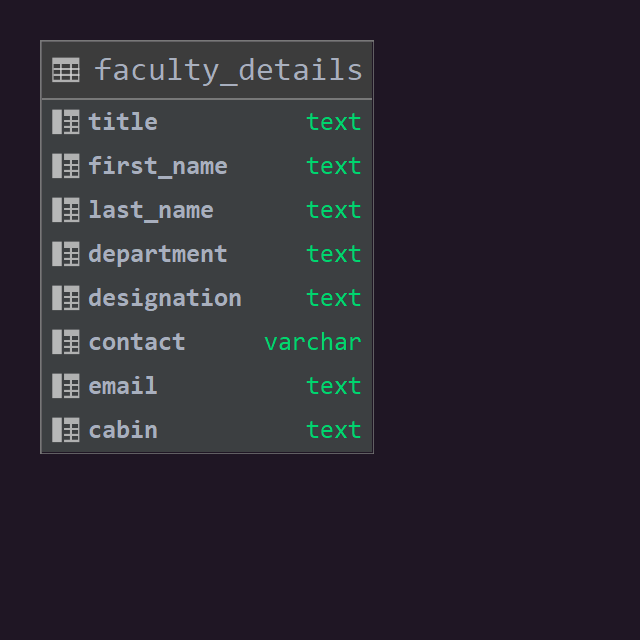 faculty_details
title text
first_name text
last_name text
department text
designation text
contact varchar
email text
cabin text